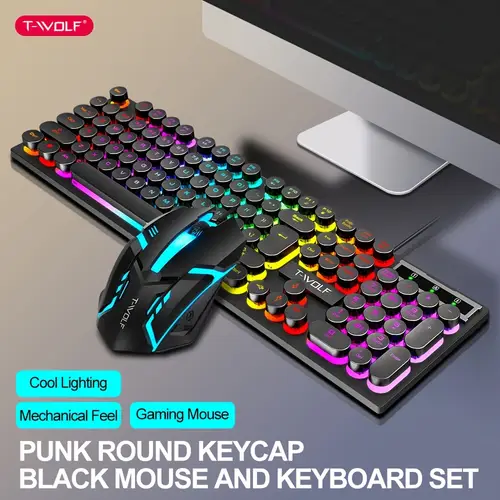 T-WOLF®
T-WOLF
T-WOLF
Cool Lighting
Mechanical Feel
Gaming Mouse
PUNK ROUND KEYCAP
BLACK MOUSE AND KEYBOARD SET